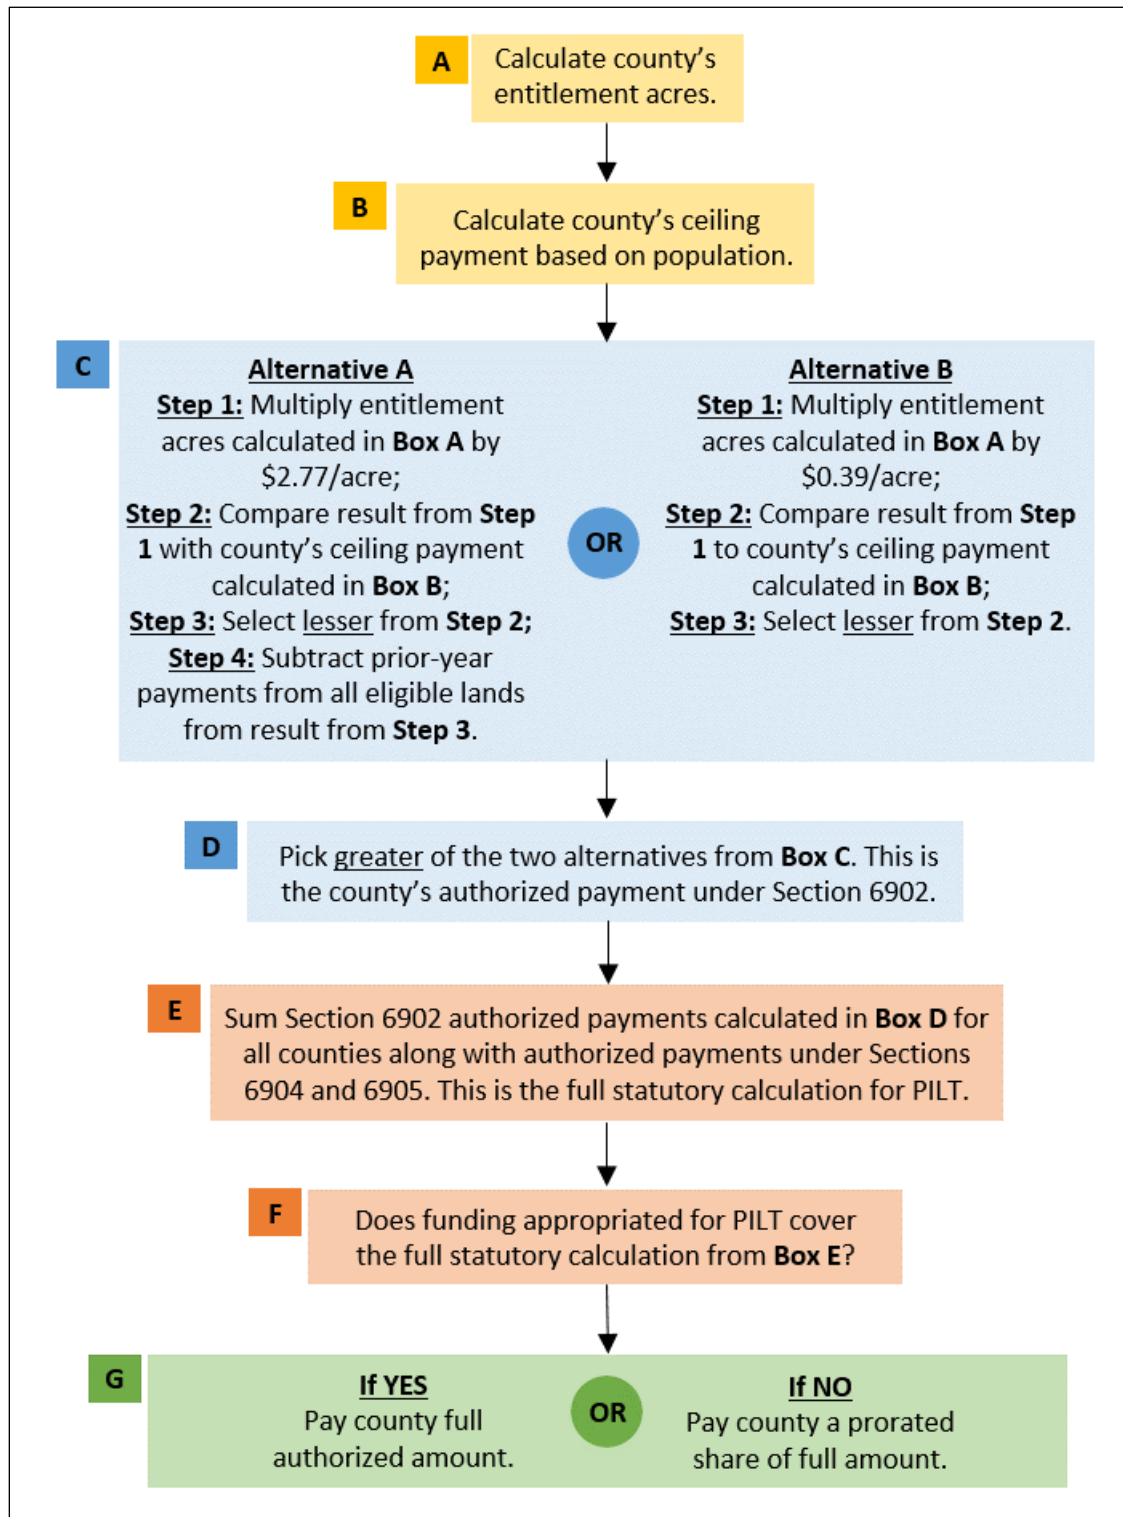 A
Calculate county's
entitlement acres.
B
Calculate county's ceiling
payment based on population.
C
Alternative A
Step 1: Multiply entitlement
acres calculated in Box A by
$2.77/acre;
Step 2: Compare result from Step
1 with county's ceiling payment
calculated in Box B;
Step 3: Select lesser from Step 2;
Step 4: Subtract prior-year
payments from all eligible lands
from result from Step 3.
OR
Alternative B
Step 1: Multiply entitlement
acres calculated in Box A by
$0.39/acre;
Step 2: Compare result from Step
1 to county's ceiling payment
calculated in Box B;
Step 3: Select lesser from Step 2.
D
Pick greater of the two alternatives from Box C. This is
the county's authorized payment under Section 6902.
E
Sum Section 6902 authorized payments calculated in Box D for
all counties along with authorized payments under Sections
6904 and 6905. This is the full statutory calculation for PILT.
F
Does funding appropriated for PILT cover
the full statutory calculation from Box E?
G
If YES
Pay county full
authorized amount.
OR
If NO
Pay county a prorated
share of full amount.